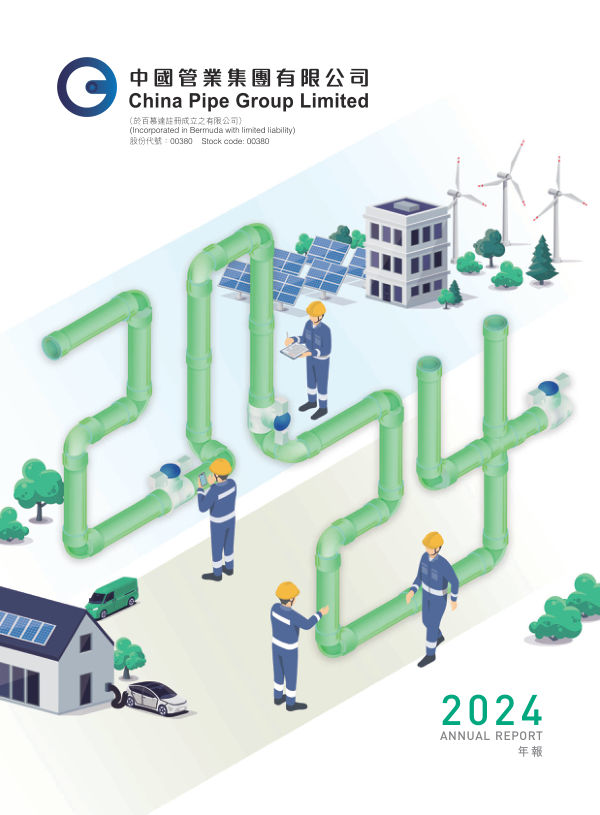 中國管業集團有限公司
China Pipe Group Limited
（於百慕達註冊成立之有限公司）
(Incorporated in Bermuda with limited liability)
股份代號：00380 Stock code: 00380
2024
2024
ANNUAL REPORT
年報